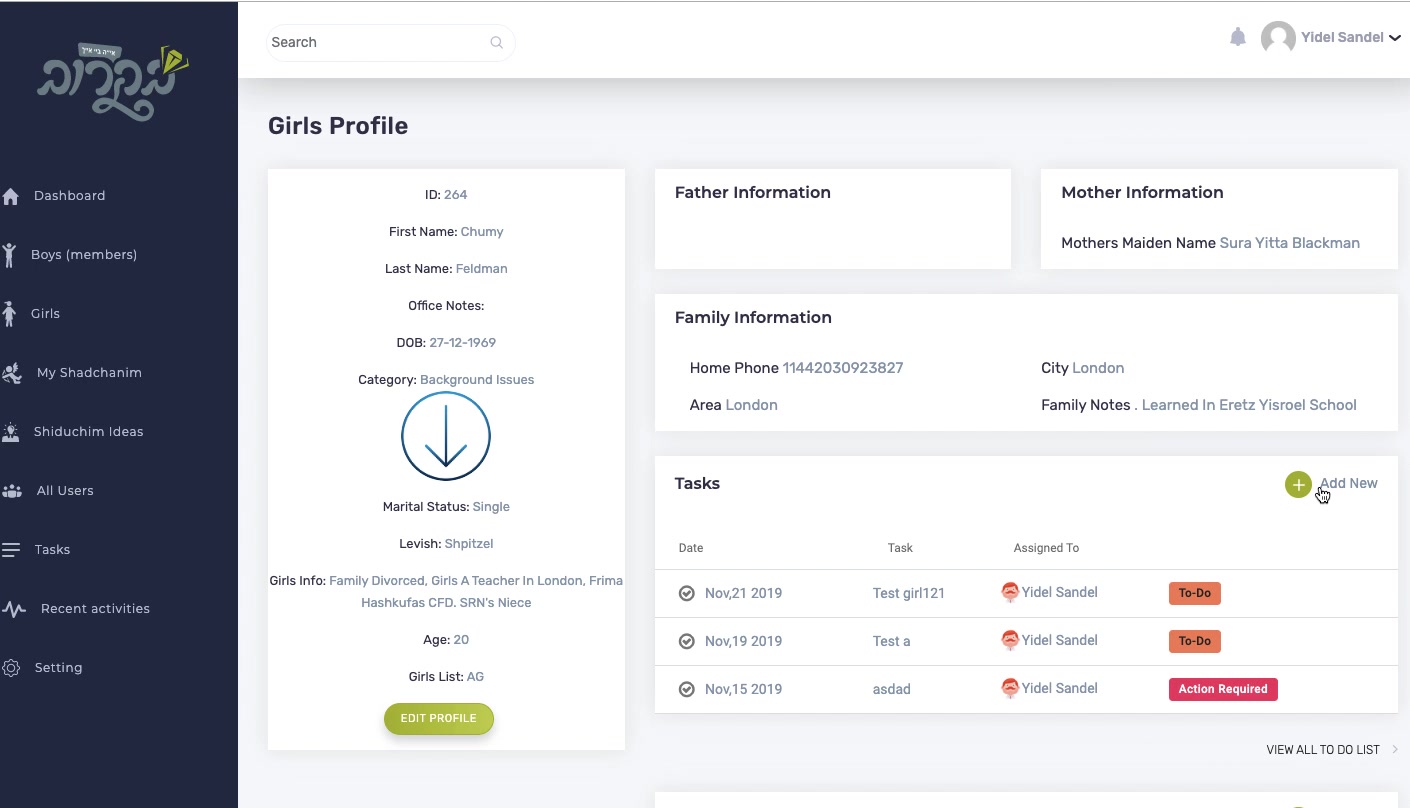 אייה ביי איך
מקרוב
Search
Yidel Sandel
Girls Profile
Dashboard
Boys (members)
Girls
My Shadchanim
Shiduchim Ideas
All Users
Tasks
Recent activities
Setting
ID: 264
First Name: Chumy
Last Name: Feldman
Office Notes:
DOB: 27-12-1969
Category: Background Issues
Marital Status: Single
Levish: Shpitzel
Girls Info: Family Divorced, Girls A Teacher In London, Frima
Hashkufas CFD. SRN's Niece
Age: 20
Girls List: AG
EDIT PROFILE
Father Information
Mother Information
Mothers Maiden Name Sura Yitta Blackman
Family Information
Home Phone 11442030923827
City London
Area London
Family Notes . Learned In Eretz Yisroel School
Tasks
Add New
Date Task Assigned To
Nov,21 2019 Test girl121 Yidel Sandel To-Do
Nov,19 2019 Test a Yidel Sandel To-Do
Nov,15 2019 asdad Yidel Sandel Action Required
VIEW ALL TO DO LIST